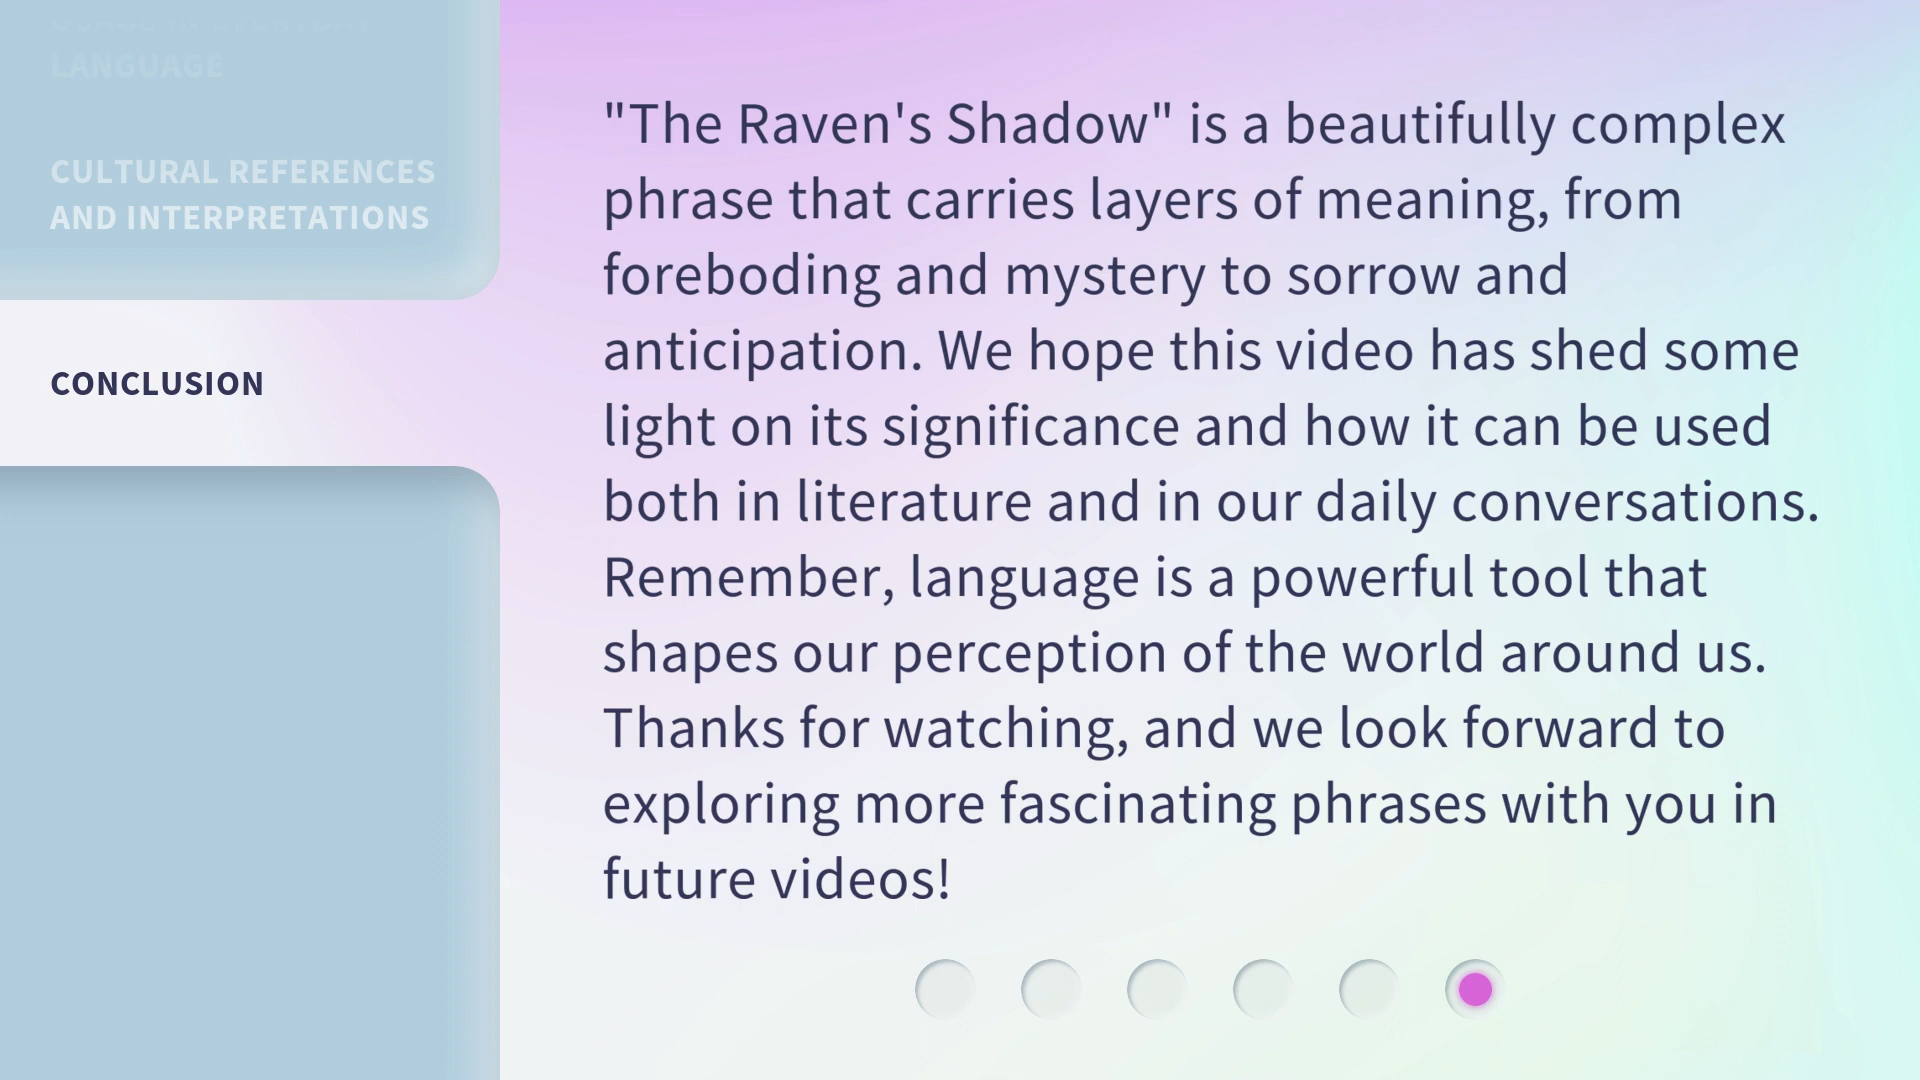 USAGE IN EVERYDAY
LANGUAGE
CULTURAL REFERENCES
AND INTERPRETATIONS
CONCLUSION
"The Raven's Shadow" is a beautifully complex
phrase that carries layers of meaning, from
foreboding and mystery to sorrow and
anticipation. We hope this video has shed some
light on its significance and how it can be used
both in literature and in our daily conversations.
Remember, language is a powerful tool that
shapes our perception of the world around us.
Thanks for watching, and we look forward to
exploring more fascinating phrases with you in
future videos!